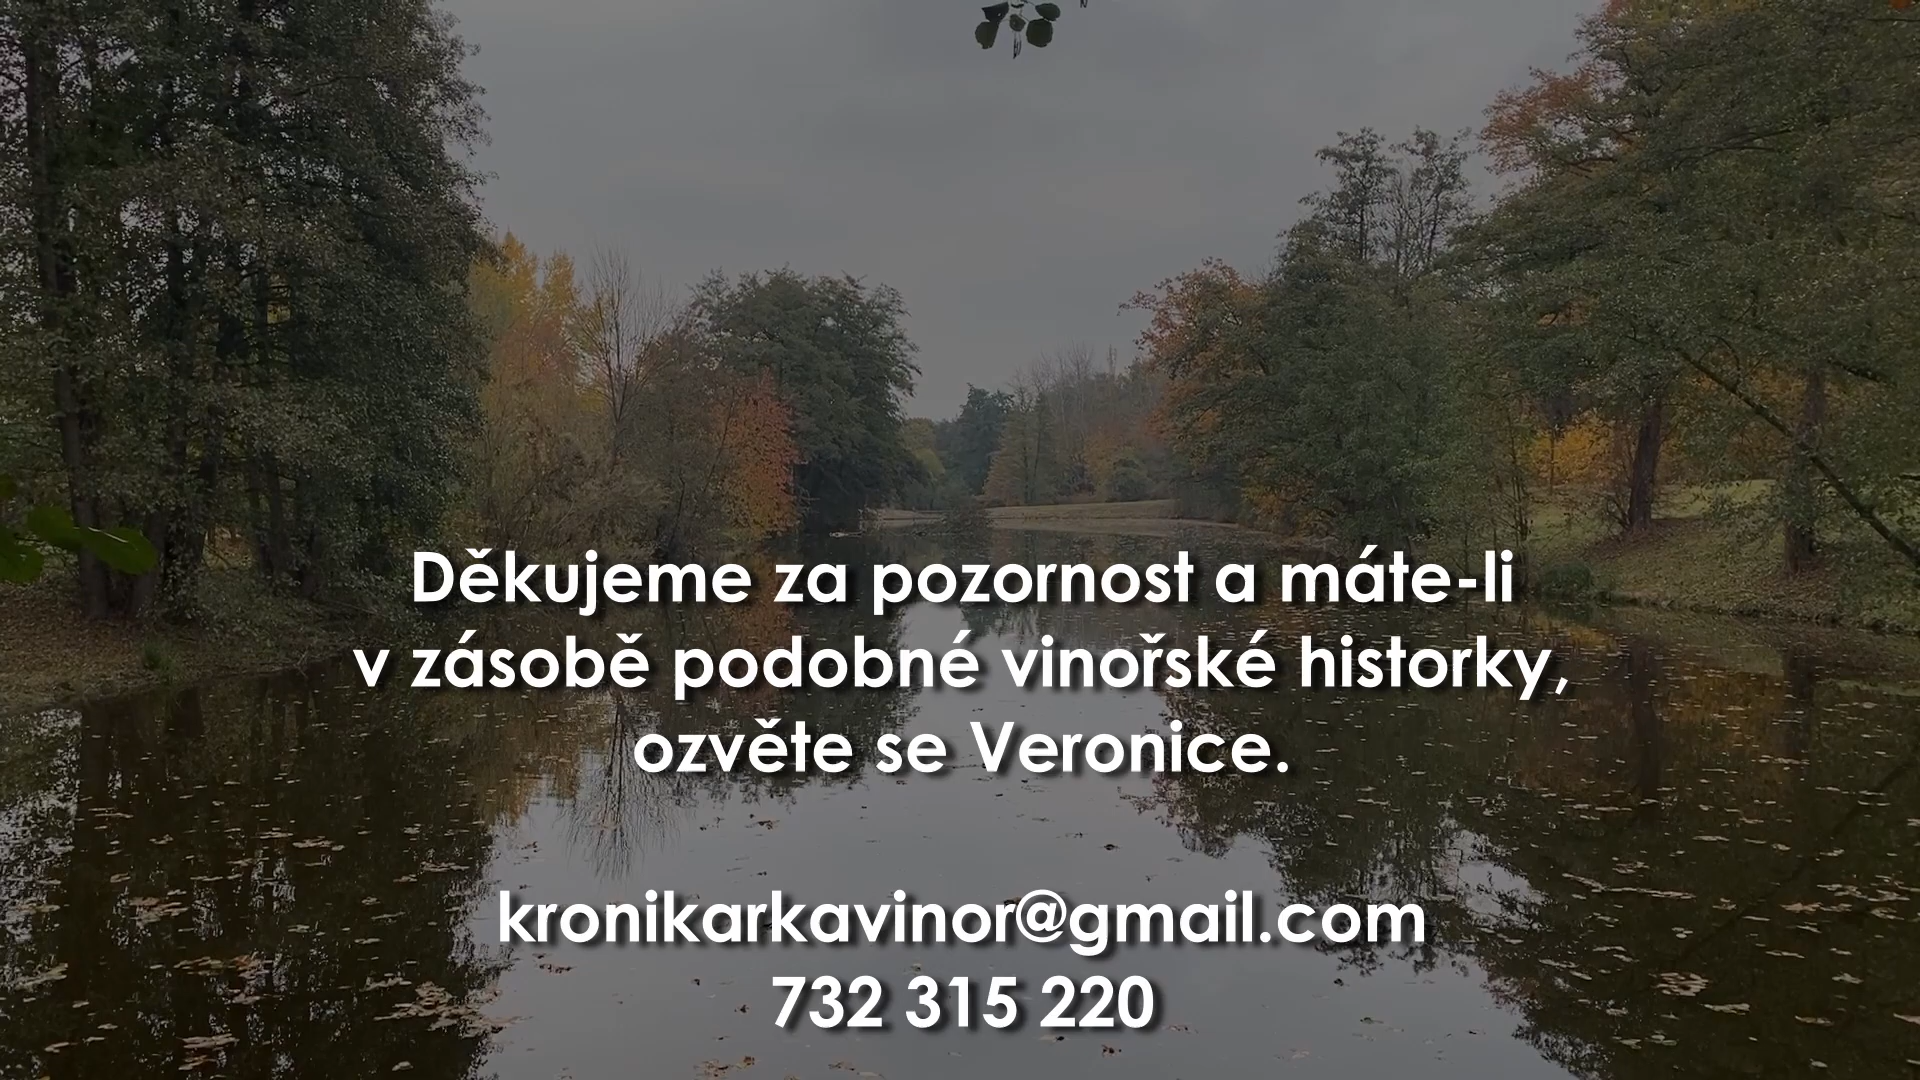 Děkujeme za pozornost a máte-li
v zásobě podobné vinořské historky,
ozvěte se Veronice.
kronikarkavinor@gmail.com
732 315 220